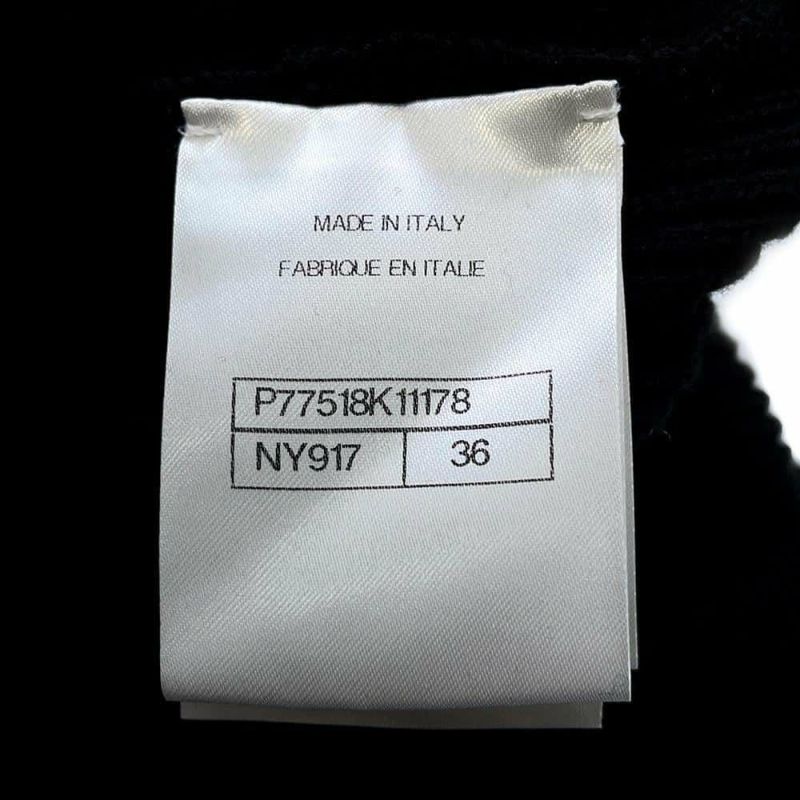 MADE IN ITALY
FABRIQUE EN ITALIE
P77518K11178
NY917 36